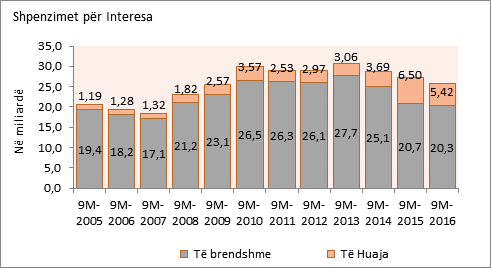 Shpenzimet për Interesa
Në miliardë
35,0
30,0
25,0
20,0
15,0
10,0
5,0
0,0
1,19 1,28 1,32 1,82 2,57 3,57 2,53 2,97 3,06 3,69 6,50 5,42
19,4 18,2 17,1 21,2 23,1 26,5 26,3 26,1 27,7 25,1 20,7 20,3
9M- 9M- 9M- 9M- 9M- 9M- 9M- 9M- 9M- 9M- 9M- 9M-
2005 2006 2007 2008 2009 2010 2011 2012 2013 2014 2015 2016
Të brendshme Të Huaja